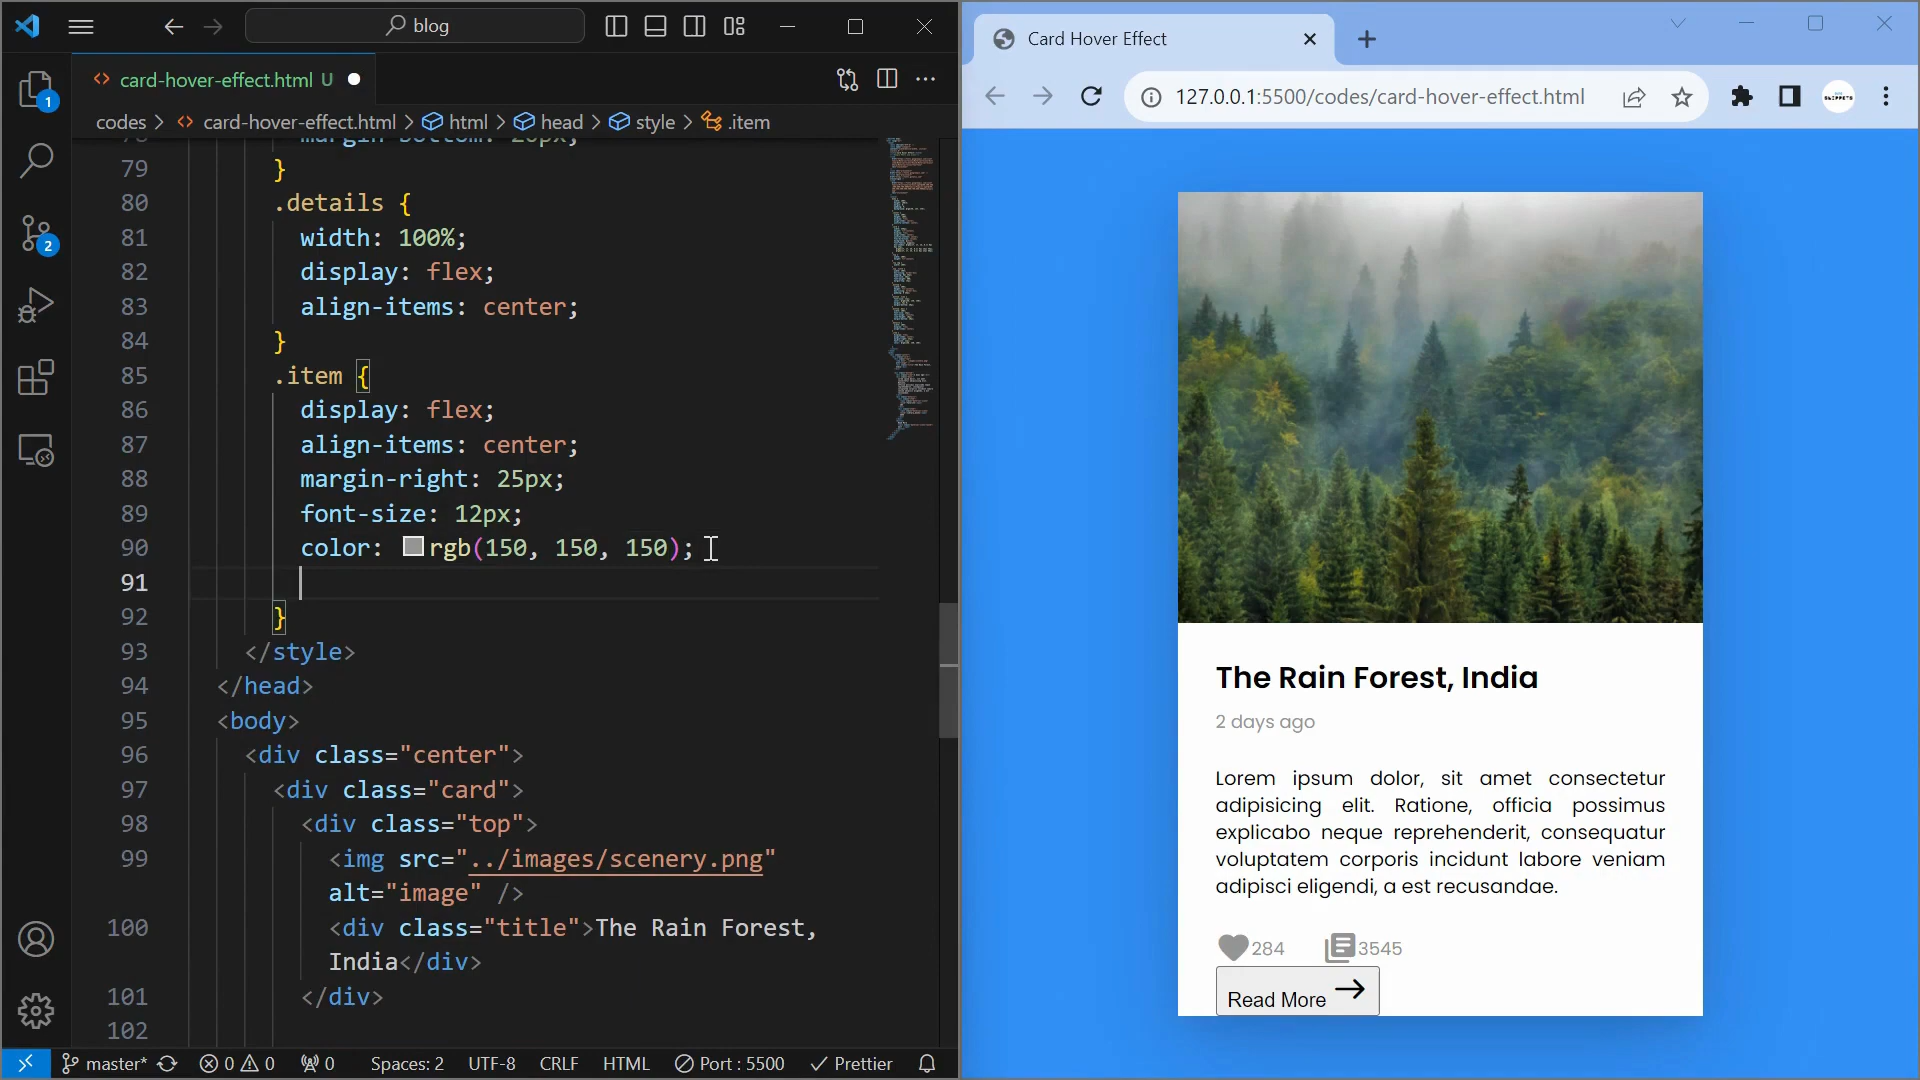 blog
card-hover-effect.html U
codes > card-hover-effect.html > html > head > style > .item
79 }
80 .details {
81 width: 100%;
82 display: flex;
83 align-items: center;
84 }
85 .item {
86 display: flex;
87 align-items: center;
88 margin-right: 25px;
89 font-size: 12px;
90 color: rgb(150, 150, 150);
91
92 }
93 </style>
94 </head>
95 <body>
96 <div class="center">
97 <div class="card">
98 <div class="top">
99 <img src="../images/scenery.png"
alt="image" />
100 <div class="title">The Rain Forest,
India</div>
101 </div>
102
1
2
master* 0 0 0 Spaces: 2 UTF-8 CRLF HTML Port : 5500 Prettier
Card Hover Effect
127.0.0.1:5500/codes/card-hover-effect.html
The Rain Forest, India
2 days ago
Lorem ipsum dolor, sit amet consectetur
adipisicing elit. Ratione, officia possimus
explicabo neque reprehenderit, consequatur
voluptatem corporis incidunt labore veniam
adipisci eligendi, a est recusandae.
284 3545
Read More